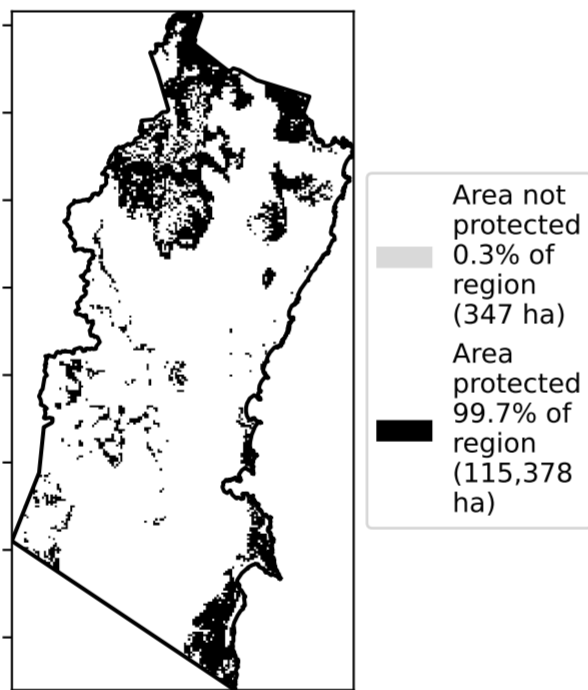 Area not
protected
0.3% of
region
(347 ha)
Area
protected
99.7% of
region
(115,378
ha)